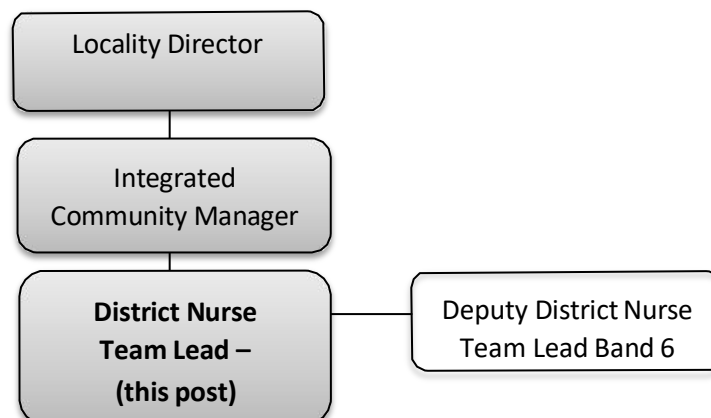 Locality Director
Integrated
Community Manager
District Nurse
Team Lead –
(this post)
Deputy District Nurse
Team Lead Band 6